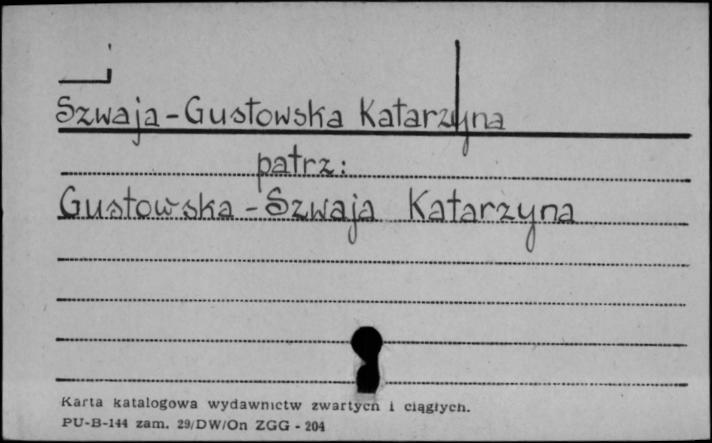 Szwaja-Gustowska Katarzyna
patrz:
Gustowska-Szwaja Katarzyna
Karta katalogowa wydawnictw zwartych i ciągłych.
PU-B-144 zam. 29/DW/On ZGG - 204